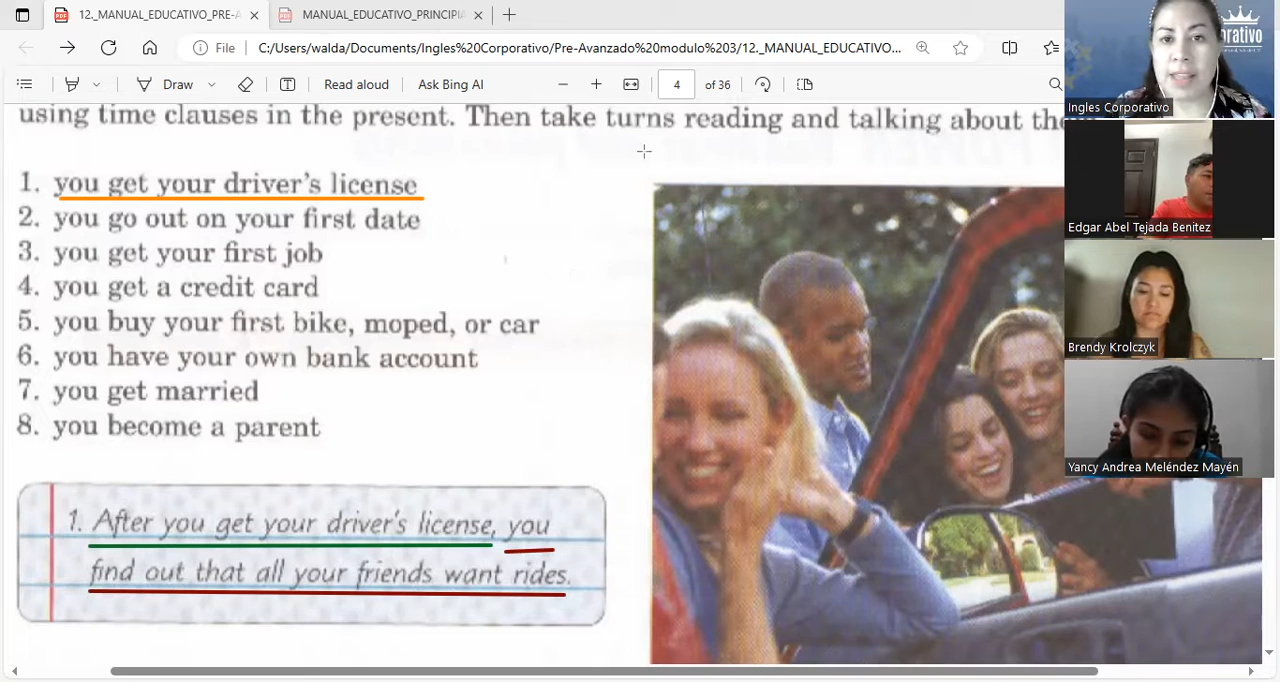 12._MANUAL_EDUCATIVO_PRE-A
MANUAL_EDUCATIVO_PRINCIPIA
File
C:/Users/walda/Documents/Ingles%20Corporativo/Pre-Avanzado%20modulo%203/12._MANUAL_EDUCATIVO...
Draw
Read aloud
Ask Bing AI
4
of 36
using time clauses in the present. Then take turns reading and talking about the
1. you get your driver's license
2. you go out on your first date
3. you get your first job
4. you get a credit card
5. you buy your first bike, moped, or car
6. you have your own bank account
7. you get married
8. you become a parent
1. After you get your driver's license, you
find out that all your friends want rides.
Ingles Corporativo
Edgar Abel Tejada Benitez
Brendy Krolczyk
Yancy Andrea Meléndez Mayén